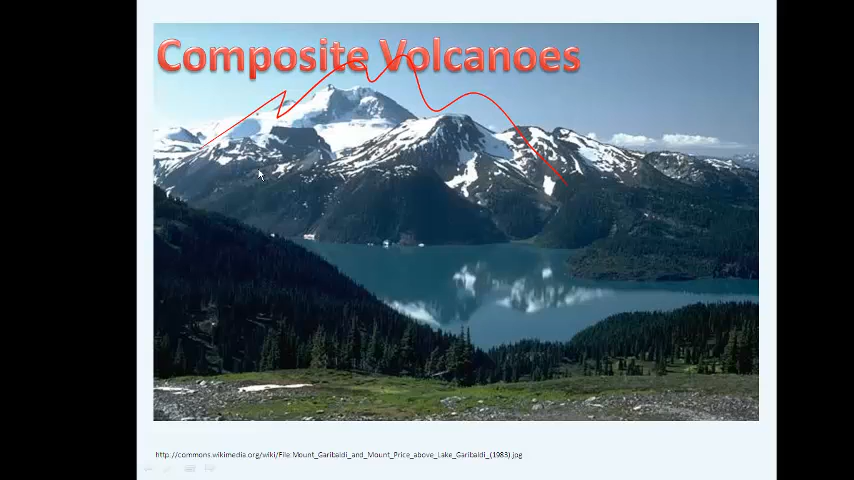 Composite Volcanoes
http://commons.wikimedia.org/wiki/File:Mount_Garibaldi_and_Mount_Price_above_Lake_Garibaldi_(1983).jpg